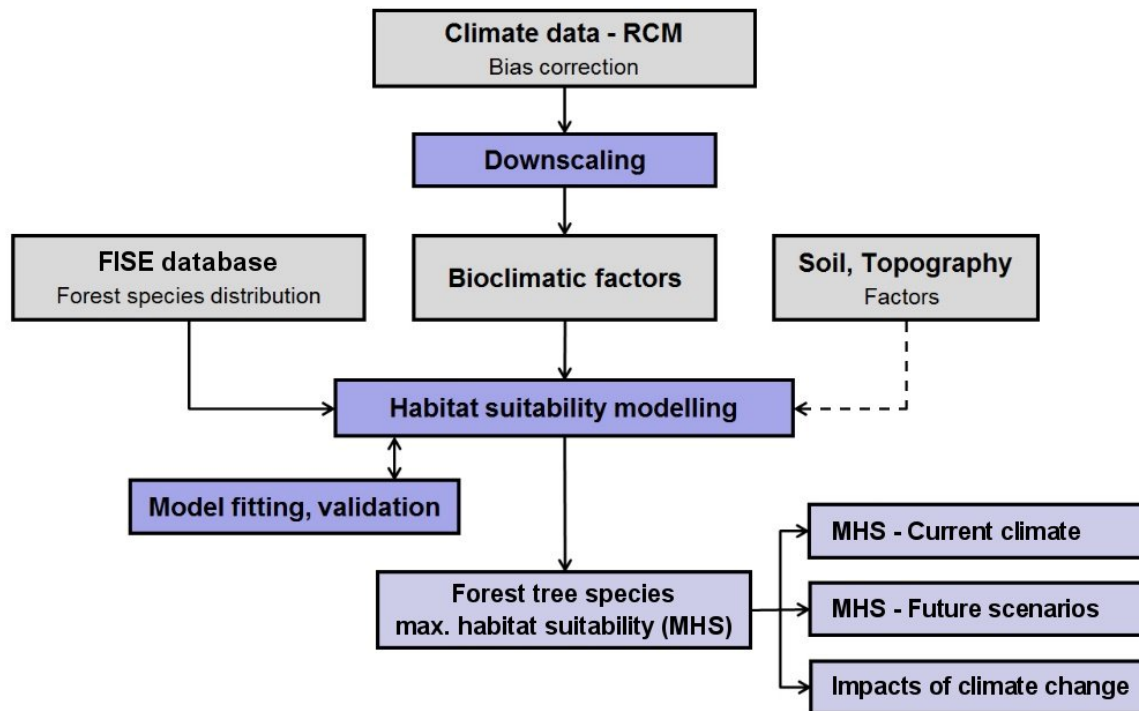 Climate data - RCM
Bias correction
Downscaling
FISE database
Forest species distribution
Bioclimatic factors
Soil, Topography
Factors
Habitat suitability modelling
Model fitting, validation
Forest tree species
max. habitat suitability (MHS)
MHS - Current climate
MHS - Future scenarios
Impacts of climate change